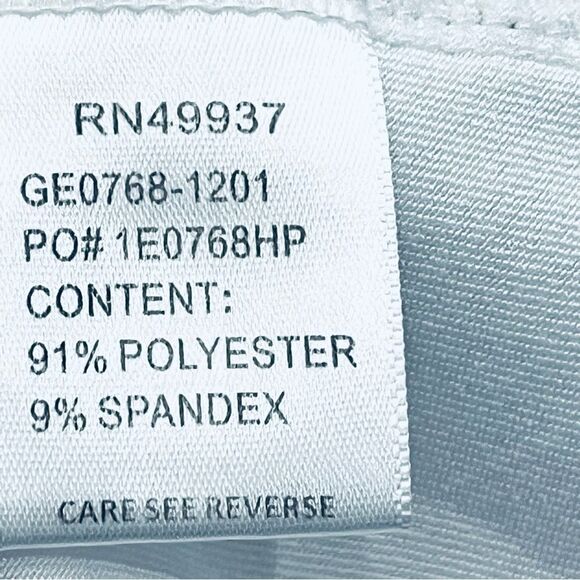 RN49937
GE0768-1201
PO# 1E0768HP
CONTENT:
91% POLYESTER
9% SPANDEX
CARE SEE REVERSE